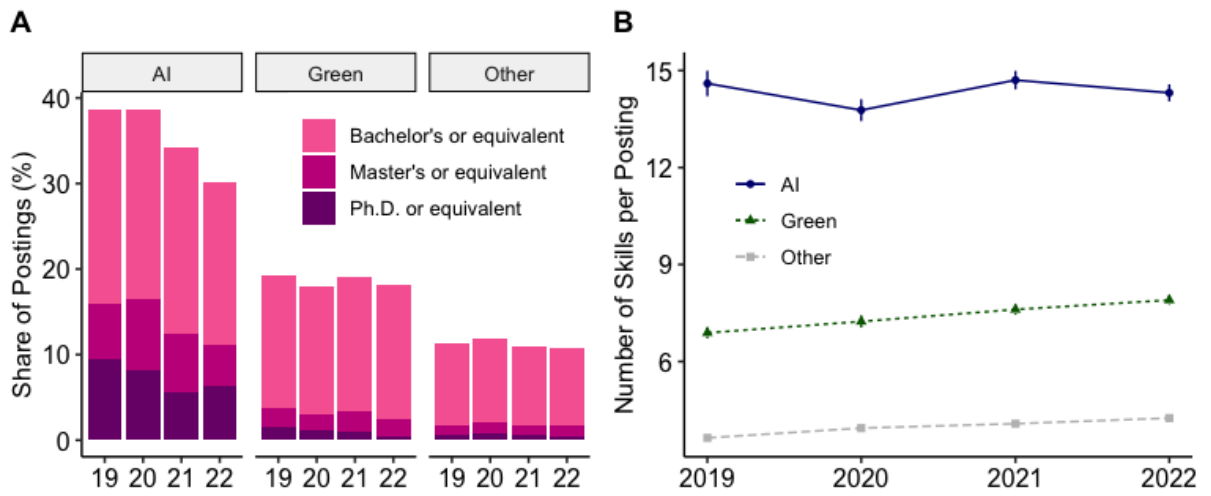 A
AI
Green
Other
Share of Postings (%)
40
30
20
10
0
Bachelor's or equivalent
Master's or equivalent
Ph.D. or equivalent
19 20 21 22
19 20 21 22
19 20 21 22
B
Number of Skills per Posting
15
12
9
6
AI
Green
Other
2019 2020 2021 2022